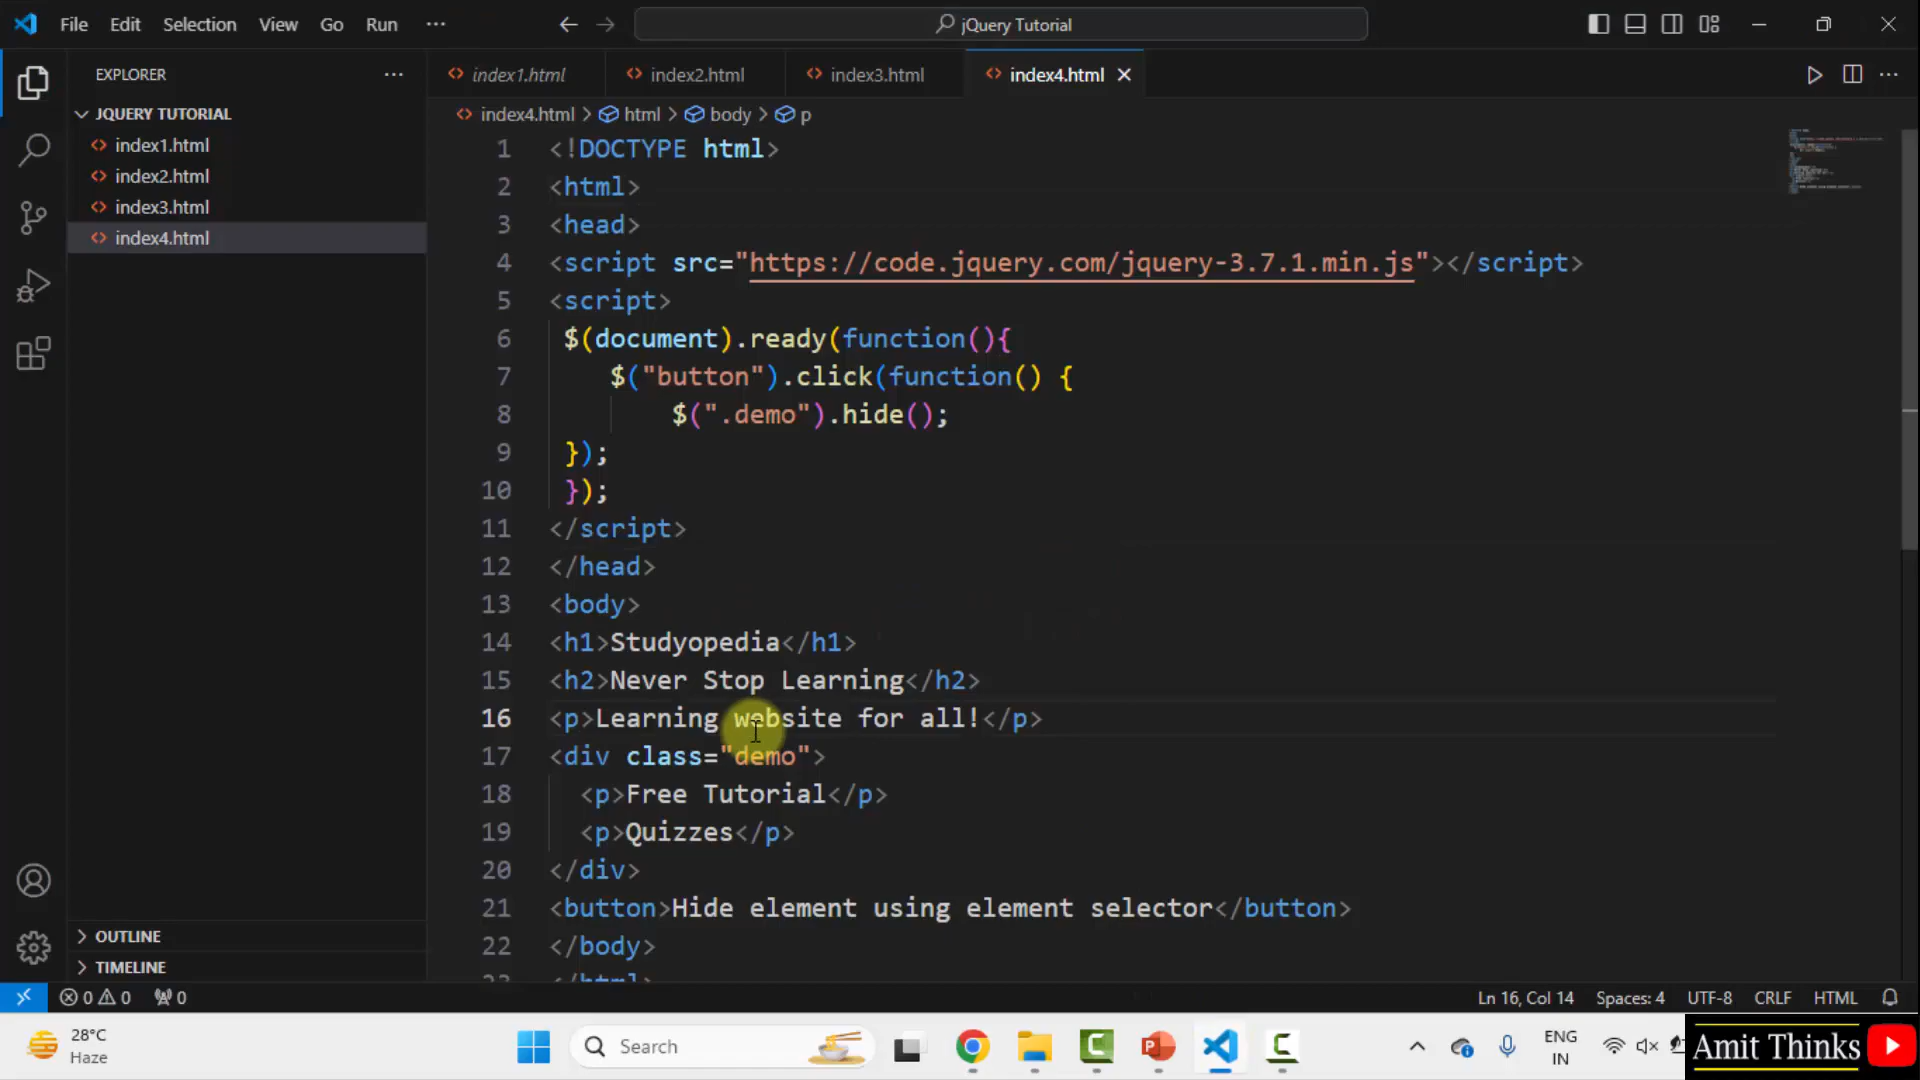 File Edit Selection View Go Run ···
jQuery Tutorial
EXPLORER ···
JQUERY TUTORIAL
index1.html
index2.html
index3.html
index4.html
OUTLINE
TIMELINE
index1.html index2.html index3.html index4.html
index4.html > html > body > p
1 <!DOCTYPE html>
2 <html>
3 <head>
4 <script src="https://code.jquery.com/jquery-3.7.1.min.js"></script>
5 <script>
6 $(document).ready(function(){
7 $("button").click(function() {
8 $(".demo").hide();
9 });
10 });
11 </script>
12 </head>
13 <body>
14 <h1>Studyopedia</h1>
15 <h2>Never Stop Learning</h2>
16 <p>Learning website for all!</p>
17 <div class="demo">
18 <p>Free Tutorial</p>
19 <p>Quizzes</p>
20 </div>
21 <button>Hide element using element selector</button>
22 </body>
23 </html>
0 0 0
Ln 16, Col 14 Spaces: 4 UTF-8 CRLF HTML
28°C
Haze
Search
ENG
IN
Amit Thinks